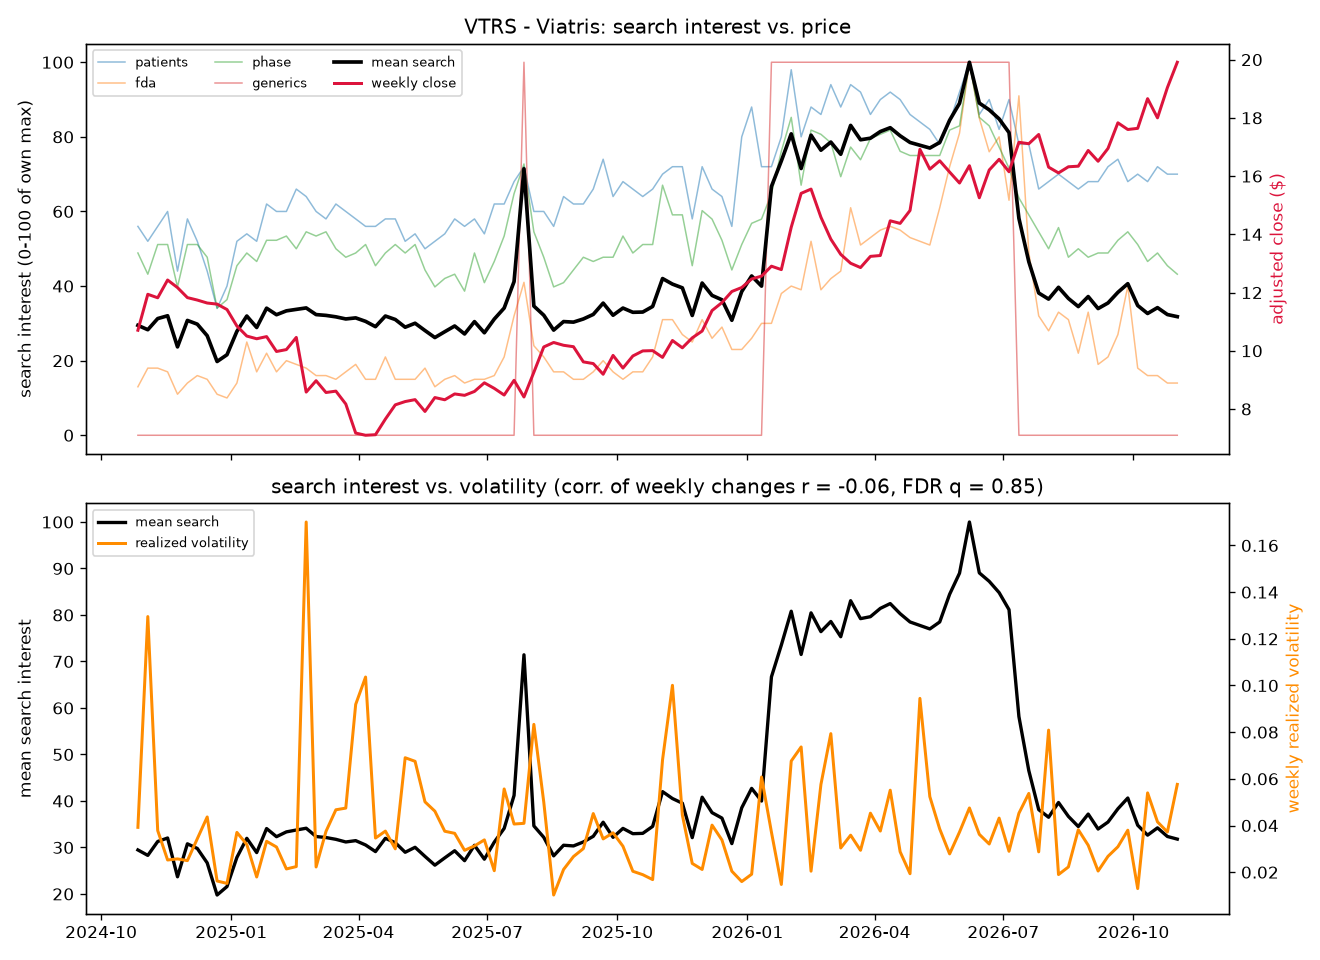 VTRS - Viatris: search interest vs. price
patients
fda
phase
generics
mean search
weekly close
search interest (0-100 of own max)
100
80
60
40
20
0
20
18
16
14
12
10
8
adjusted close ($)
search interest vs. volatility (corr. of weekly changes r = -0.06, FDR q = 0.85)
mean search
realized volatility
mean search interest
100
90
80
70
60
50
40
30
20
0.16
0.14
0.12
0.10
0.08
0.06
0.04
0.02
weekly realized volatility
2024-10
2025-01
2025-04
2025-07
2025-10
2026-01
2026-04
2026-07
2026-10